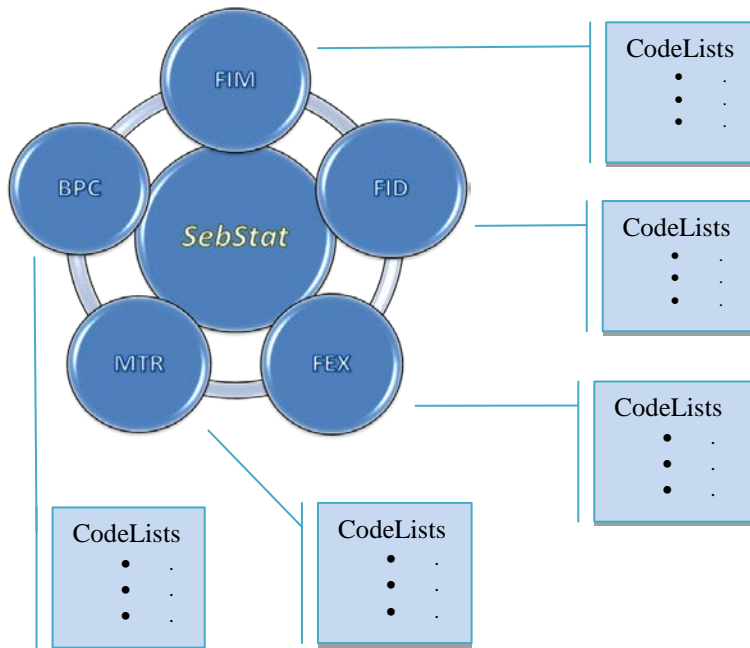 FIM
BPC
FID
SebStat
MTR
FEX
CodeLists
• .
• .
• .
CodeLists
• .
• .
• .
CodeLists
• .
• .
• .
CodeLists
• .
• .
• .
CodeLists
• .
• .
• .